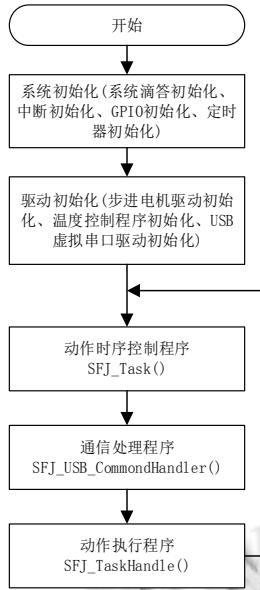 开始
系统初始化(系统滴答初始化、
中断初始化、GPIO初始化、定时
器初始化)
驱动初始化(步进电机驱动初始
化、温度控制程序初始化、USB
虚拟串口驱动初始化)
动作时序控制程序
SFJ_Task()
通信处理程序
SFJ_USB_CommondHandler()
动作执行程序
SFJ_TaskHandle()